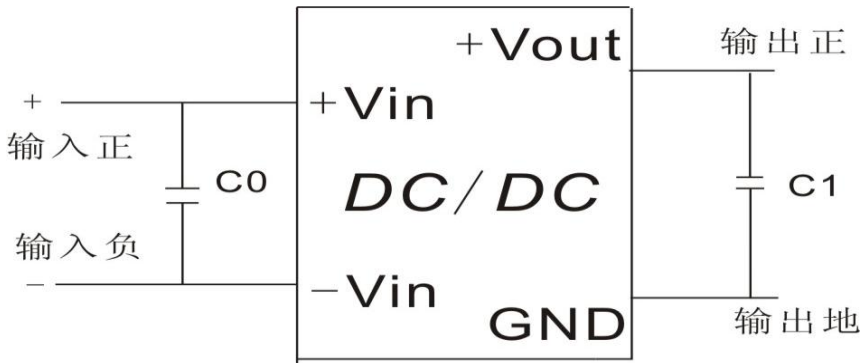 +Vout
输出正
+
+Vin
输入正
C0
DC/DC
C1
输入负
−
−Vin
GND
输出地